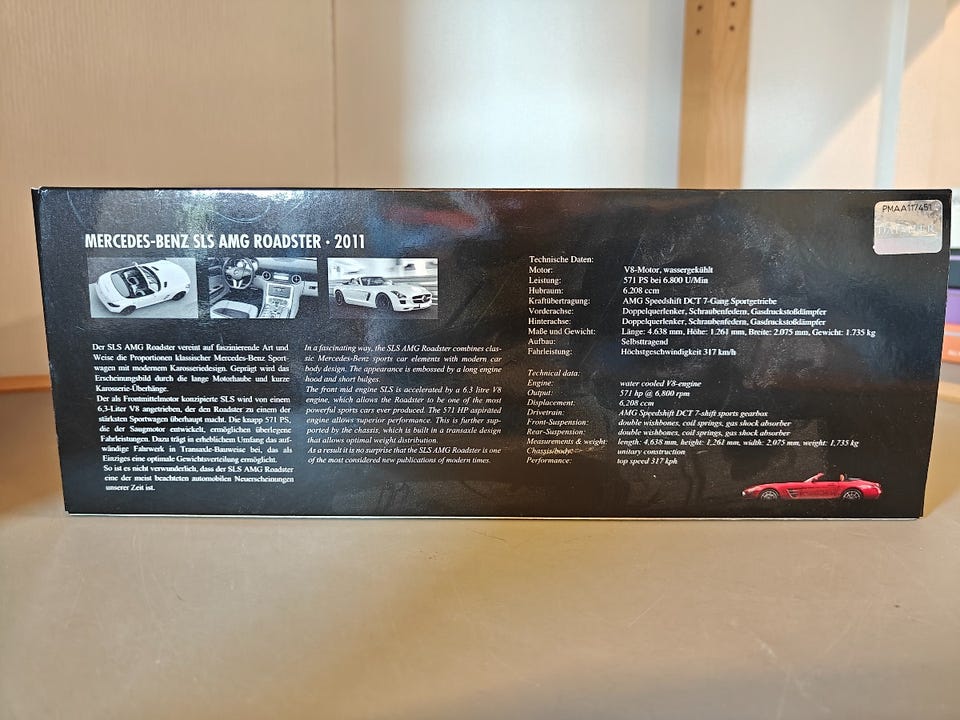 PMAA117451
DAIMLER
MERCEDES-BENZ SLS AMG ROADSTER · 2011
Der SLS AMG Roadster vereint auf faszinierende Art und
Weise die Proportionen klassischer Mercedes-Benz Sport-
wagen mit modernem Karosseriedesign. Geprägt wird das
Erscheinungsbild durch die lange Motorhaube und kurze
Karosserie-Überhänge.
Der als Frontmittelmotor konzipierte SLS wird von einem
6,3-Liter V8 angetrieben, der den Roadster zu einem der
stärksten Sportwagen überhaupt macht. Die knapp 571 PS,
die der Saugmotor entwickelt, ermöglichen überlegene
Fahrleistungen. Dazu trägt in erheblichem Umfang das auf-
wändige Fahrwerk in Transaxle-Bauweise bei, das als
Einziges eine optimale Gewichtsverteilung ermöglicht.
So ist es nicht verwunderlich, dass der SLS AMG Roadster
eine der meist beachteten automobilen Neuerscheinungen
unserer Zeit ist.
In a fascinating way, the SLS AMG Roadster combines clas-
sic Mercedes-Benz sports car elements with modern car
body design. The appearance is embossed by a long engine
hood and short bulges.
The front mid engine SLS is accelerated by a 6.3 litre V8
engine, which allows the Roadster to be one of the most
powerful sports cars ever produced. The 571 HP aspirated
engine allows superior performance. This is further sup-
ported by the chassis, which is built in a transaxle design
that allows optimal weight distribution.
As a result it is no surprise that the SLS AMG Roadster is one
of the most considered new publications of modern times.
Technische Daten:
Motor: V8-Motor, wassergekühlt
Leistung: 571 PS bei 6.800 U/Min
Hubraum: 6.208 ccm
Kraftübertragung: AMG Speedshift DCT 7-Gang Sportgetriebe
Vorderachse: Doppelquerlenker, Schraubenfedern, Gasdruckstoßdämpfer
Hinterachse: Doppelquerlenker, Schraubenfedern, Gasdruckstoßdämpfer
Maße und Gewicht: Länge: 4.638 mm, Höhe: 1.261 mm, Breite: 2.075 mm, Gewicht: 1.735 kg
Aufbau: Selbsttragend
Fahrleistung: Höchstgeschwindigkeit 317 km/h
Technical data:
Engine: water cooled V8-engine
Output: 571 hp @ 6,800 rpm
Displacement: 6,208 ccm
Drivetrain: AMG Speedshift DCT 7-shift sports gearbox
Front-Suspension: double wishbones, coil springs, gas shock absorber
Rear-Suspension: double wishbones, coil springs, gas shock absorber
Measurements & weight: length: 4,638 mm, height: 1,261 mm, width: 2,075 mm, weight: 1,735 kg
Chassis/body: unitary construction
Performance: top speed 317 kph